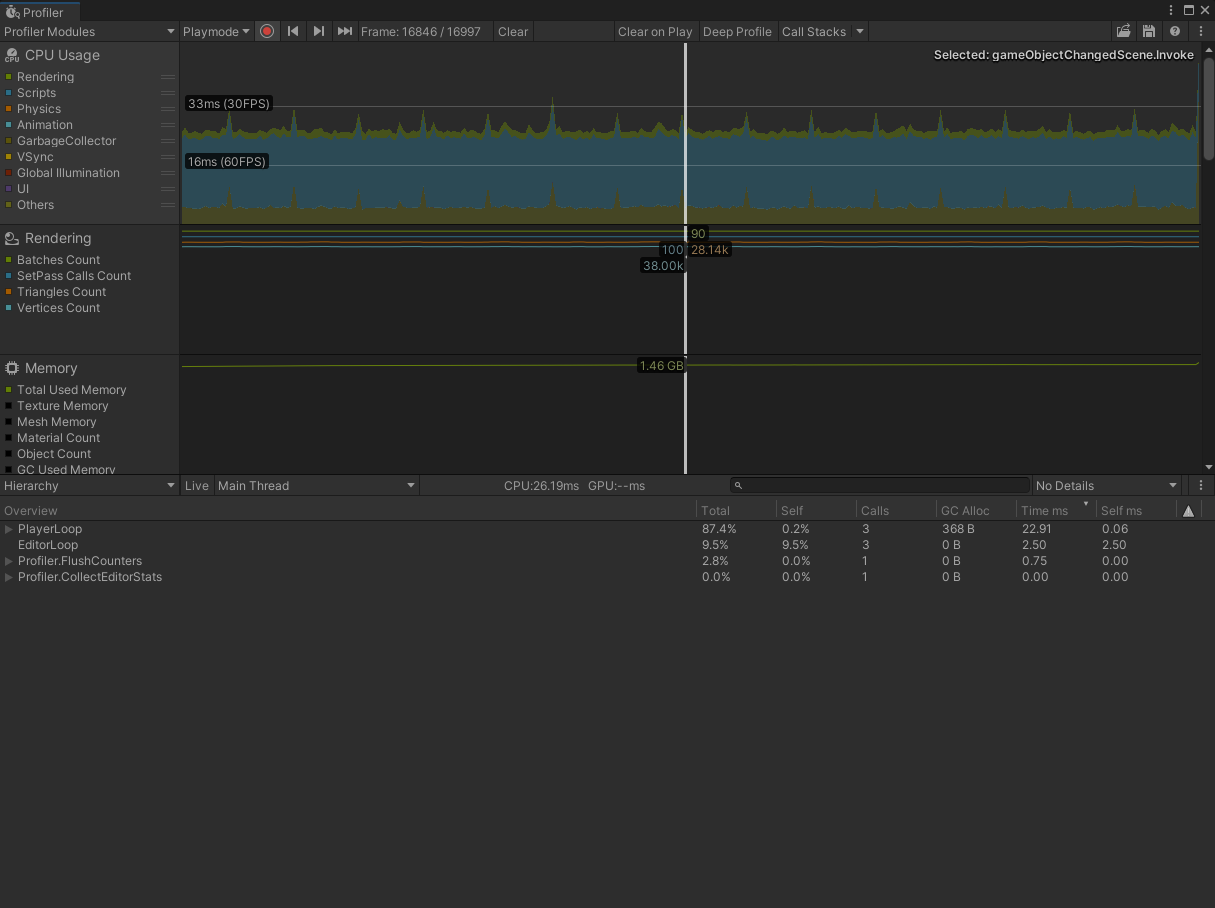 Profiler
Profiler Modules Playmode Frame: 16846 / 16997 Clear Clear on Play Deep Profile Call Stacks
CPU Usage Selected: gameObjectChangedScene.Invoke
Rendering
Scripts
Physics 33ms (30FPS)
Animation
GarbageCollector
VSync 16ms (60FPS)
Global Illumination
UI
Others
Rendering 90
Batches Count 100 28.14k
SetPass Calls Count 38.00k
Triangles Count
Vertices Count
Memory 1.46 GB
Total Used Memory
Texture Memory
Mesh Memory
Material Count
Object Count
GC Used Memory
Hierarchy Live Main Thread CPU:26.19ms GPU:--ms No Details
Overview Total Self Calls GC Alloc Time ms Self ms
PlayerLoop 87.4% 0.2% 3 368 B 22.91 0.06
EditorLoop 9.5% 9.5% 3 0 B 2.50 2.50
Profiler.FlushCounters 2.8% 0.0% 1 0 B 0.75 0.00
Profiler.CollectEditorStats 0.0% 0.0% 1 0 B 0.00 0.00